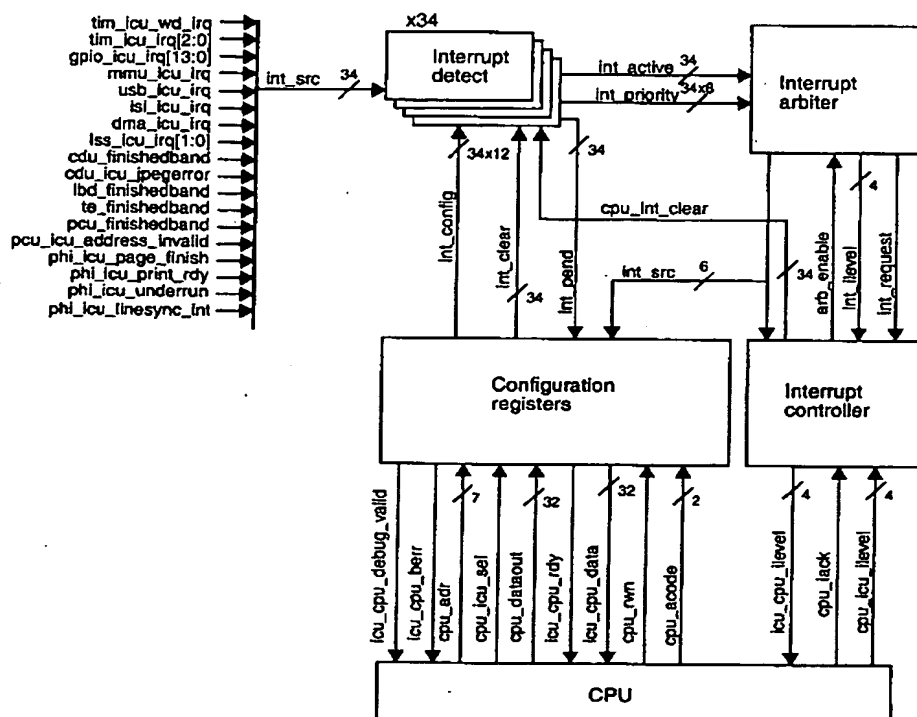 tim_icu_wd_irq
tim_icu_irq[2:0]
gpio_icu_irq[13:0]
mmu_icu_irq
usb_icu_irq
isi_icu_irq
dma_icu_irq
lss_icu_irq[1:0]
cdu_finishedband
cdu_icu_jpegerror
lbd_finishedband
te_finishedband
pcu_finishedband
pcu_icu_address_invalid
phi_icu_page_finish
phi_icu_print_rdy
phi_icu_underrun
phi_icu_linesync_int
int_src
34
x34
Interrupt
detect
int_active
34
int_priority
34x8
Interrupt
arbiter
34x12
int_config
int_clear
34
34
int_pend
cpu_int_clear
int_src
6
34
arb_enable
4
int_ilevel
int_request
Configuration
registers
Interrupt
controller
icu_cpu_debug_valid
icu_cpu_berr
7
cpu_adr
cpu_icu_sel
32
cpu_dataout
icu_cpu_rdy
32
icu_cpu_data
cpu_rwn
2
cpu_acode
4
icu_cpu_ilevel
cpu_iack
4
cpu_icu_ilevel
CPU